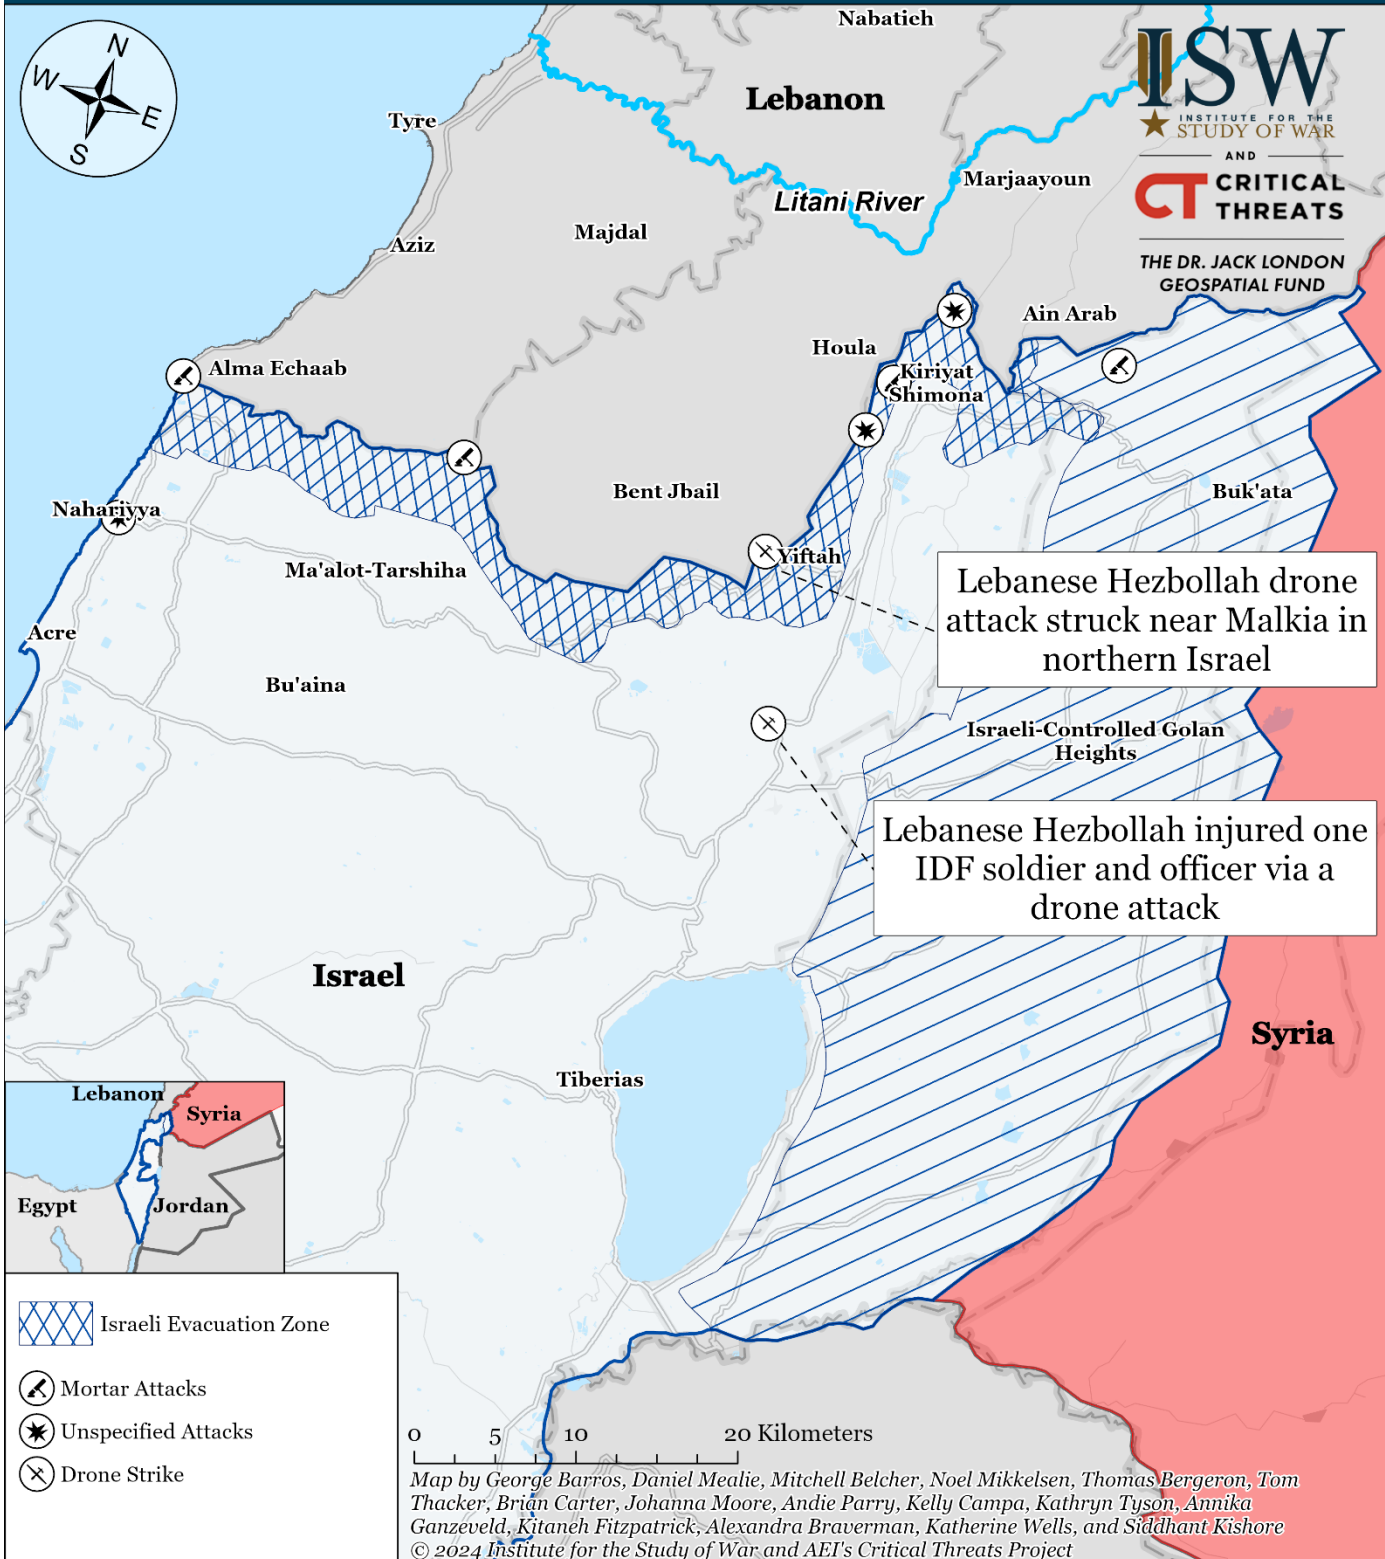 N
W
E
S
Nabatich
Lebanon
ISW
INSTITUTE FOR THE
STUDY OF WAR
AND
CT CRITICAL
THREATS
THE DR. JACK LONDON
GEOSPATIAL FUND
Tyre
Litani River
Marjaayoun
Majdal
Aziz
Ain Arab
Houla
Alma Echaab
Kiriyat
Shimona
Bent Jbail
Buk'ata
Nahariyya
Yiftah
Ma'alot-Tarshiha
Lebanese Hezbollah drone
attack struck near Malkia in
northern Israel
Acre
Bu'aina
Israeli-Controlled Golan
Heights
Lebanese Hezbollah injured one
IDF soldier and officer via a
drone attack
Israel
Syria
Tiberias
Lebanon
Syria
Egypt
Jordan
Israeli Evacuation Zone
Mortar Attacks
Unspecified Attacks
Drone Strike
0 5 10 20 Kilometers
Map by George Barros, Daniel Mealie, Mitchell Belcher, Noel Mikkelsen, Thomas Bergeron, Tom
Thacker, Brian Carter, Johanna Moore, Andie Parry, Kelly Campa, Kathryn Tyson, Annika
Ganzeveld, Kitaneh Fitzpatrick, Alexandra Braverman, Katherine Wells, and Siddhant Kishore
© 2024 Institute for the Study of War and AEI's Critical Threats Project